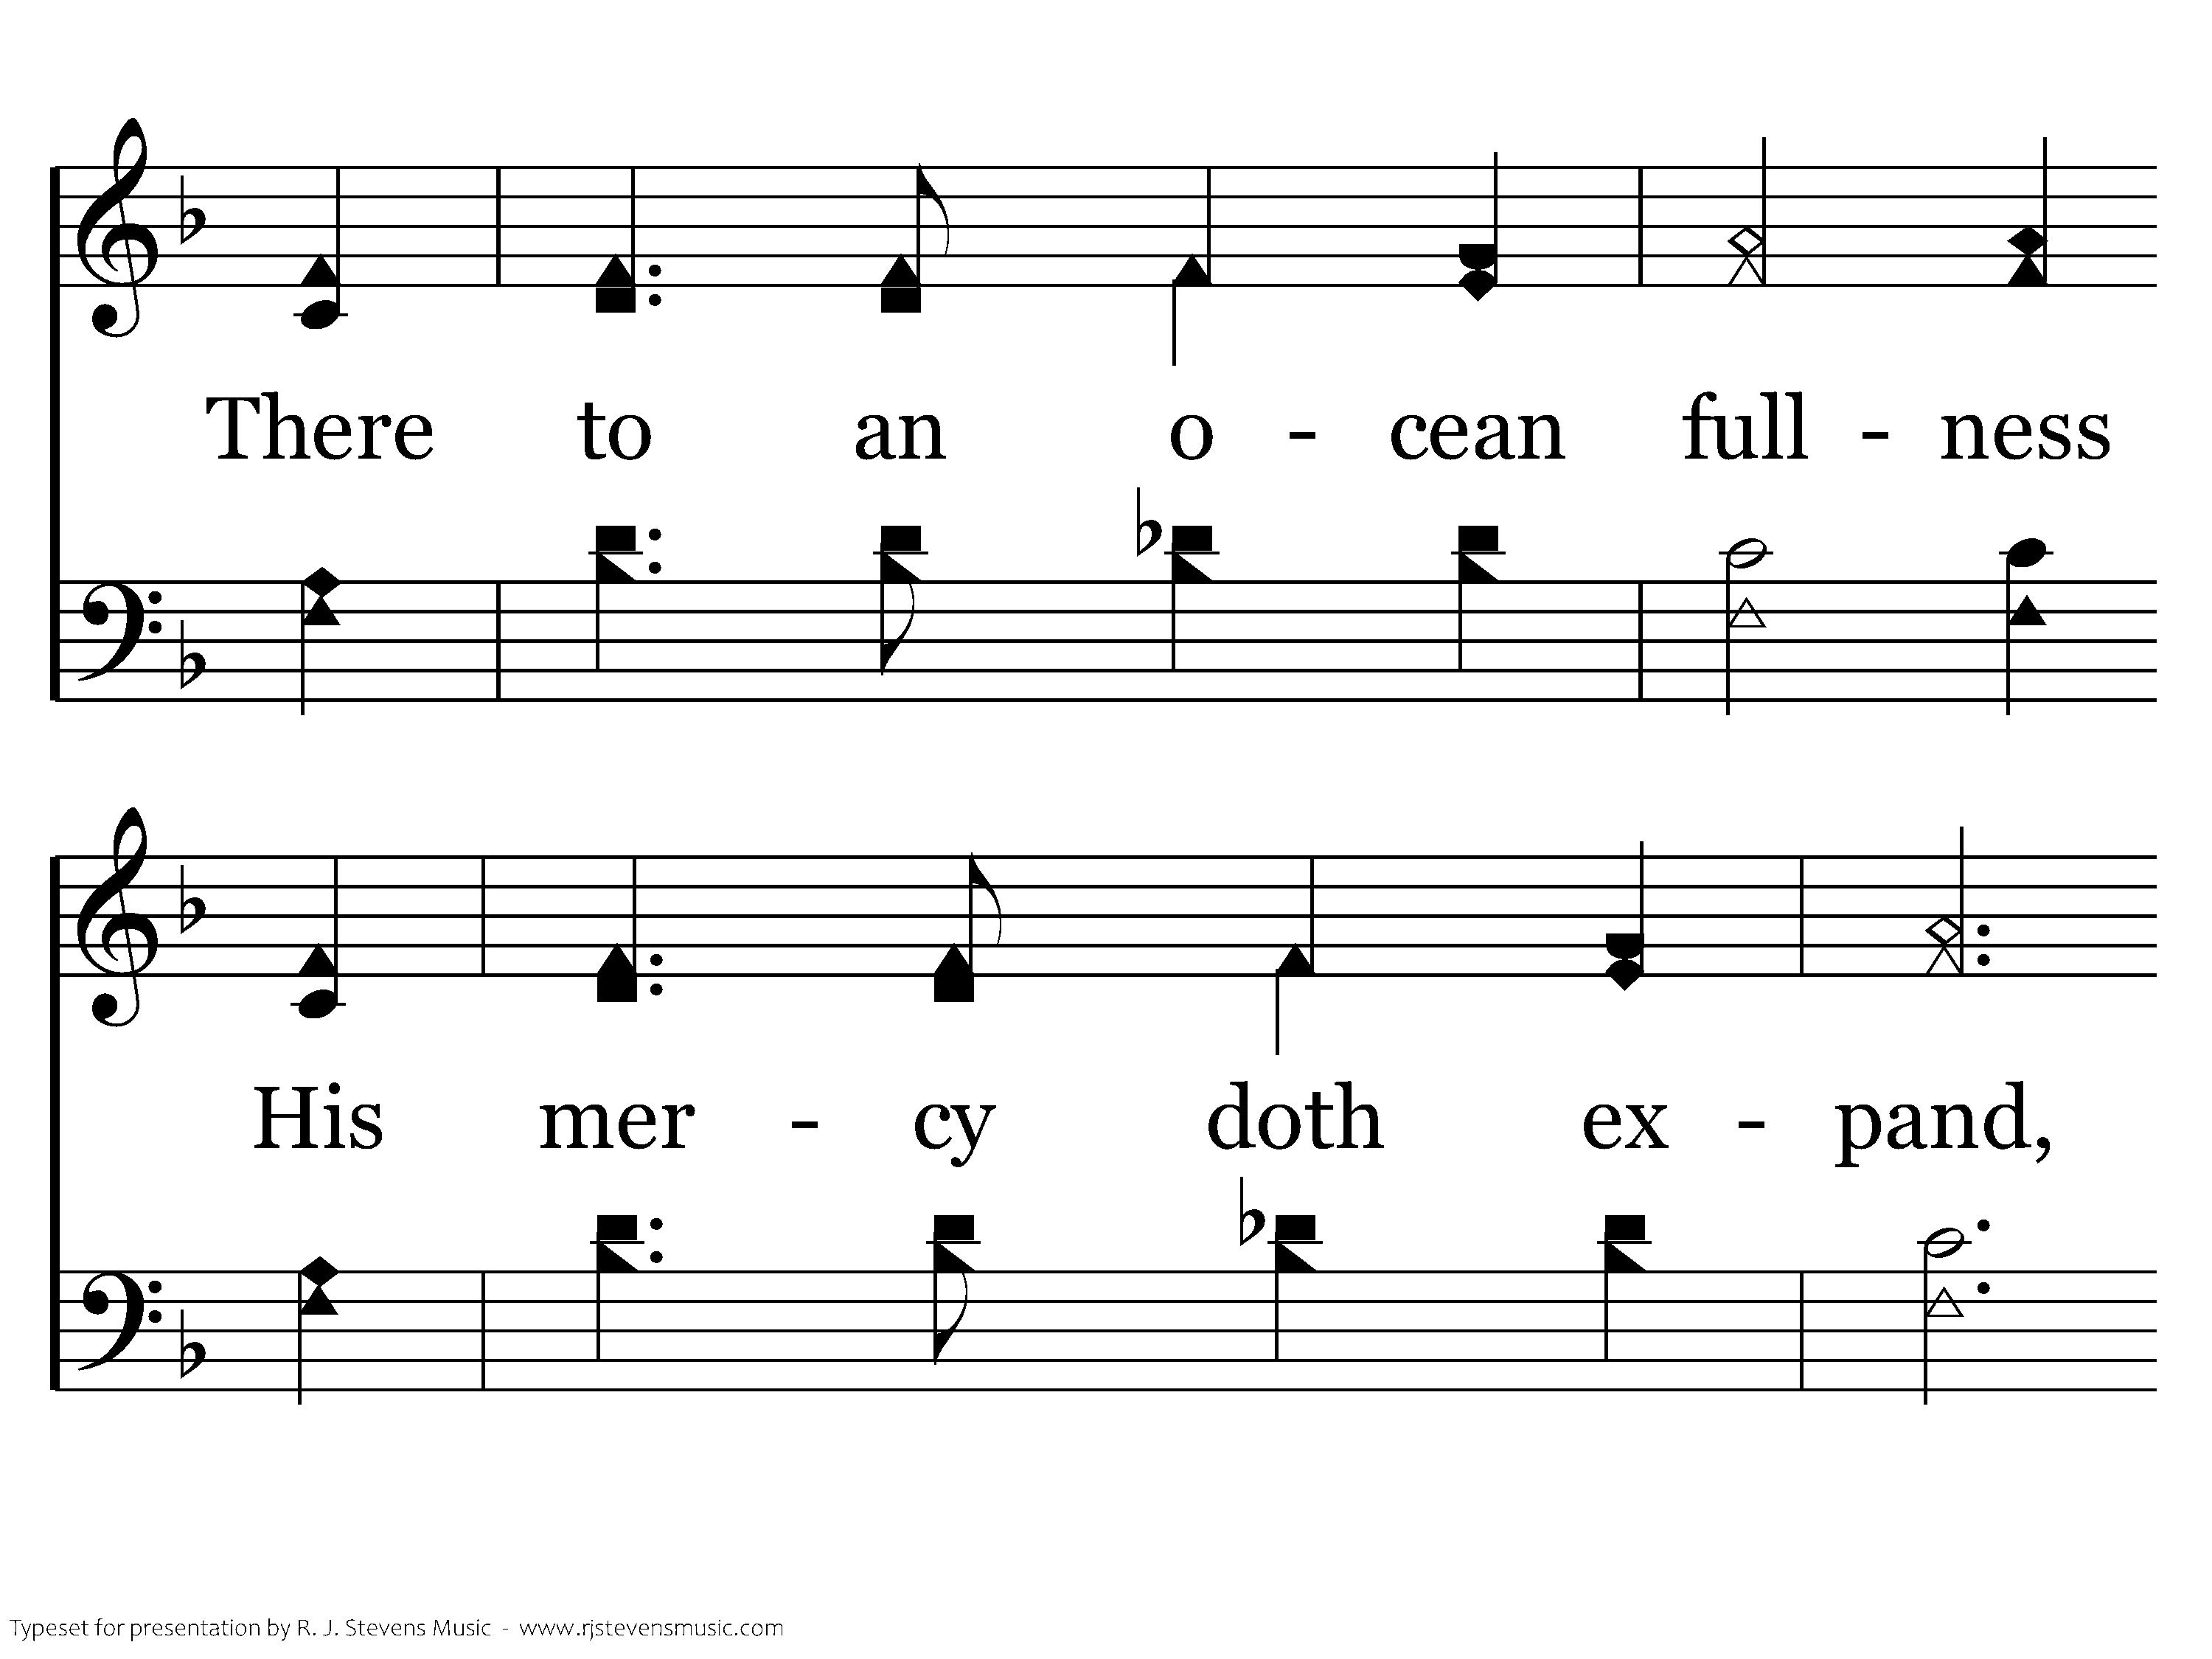 There to an o - cean full - ness
His mer - cy doth ex - pand,
Typeset for presentation by R. J. Stevens Music - www.rjstevensmusic.com